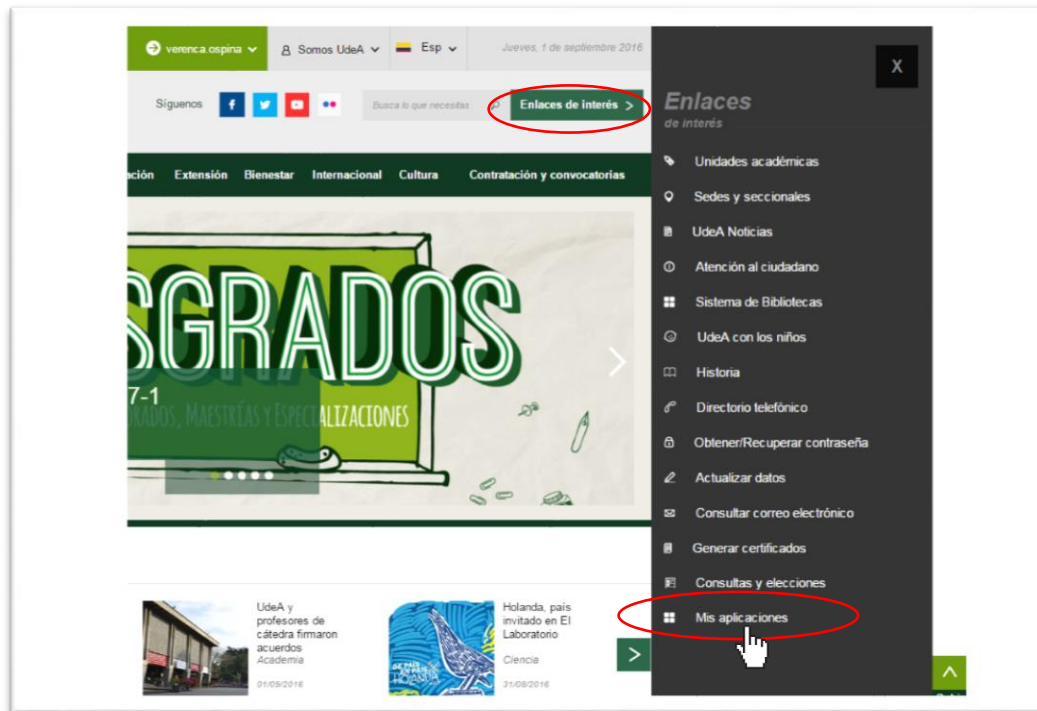 verenca.ospina
Somos UdeA
Esp
Jueves, 1 de septiembre 2016
X
Síguenos
Busca lo que necesitas
Enlaces de interés >
Enlaces
de interés
ación Extensión Bienestar Internacional Cultura Contratación y convocatorias
Unidades académicas
Sedes y seccionales
UdeA Noticias
Atención al ciudadano
Sistema de Bibliotecas
UdeA con los niños
Historia
Directorio telefónico
Obtener/Recuperar contraseña
Actualizar datos
Consultar correo electrónico
Generar certificados
Consultas y elecciones
Mis aplicaciones
SGRADOS
7-1
ORADOS, MAESTRÍAS Y ESPECIALIZACIONES
UdeA y
profesores de
cátedra firmaron
acuerdos
Academia
01/09/2016
HOLANDA
Holanda, país
invitado en El
Laboratorio
Ciencia
31/08/2016